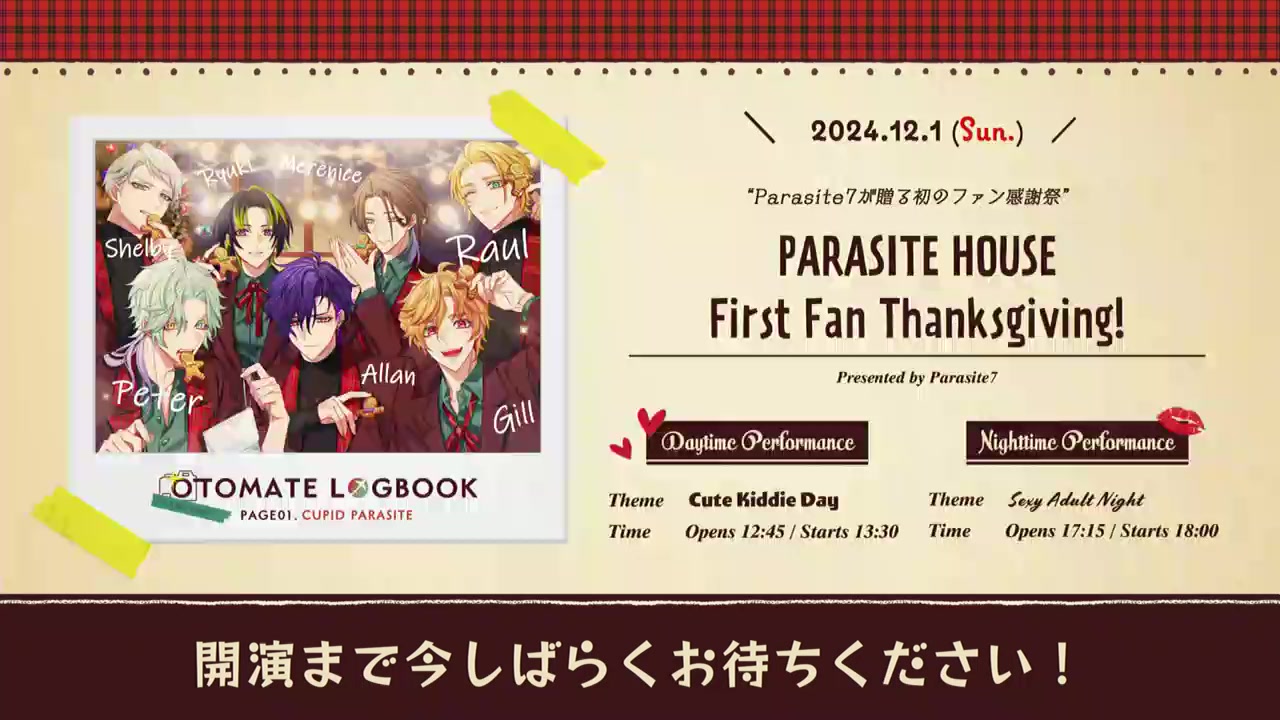 Ryuki
Merenice
Shelby
Raul
Peter
Allan
Gill
OTOMATE LOGBOOK
PAGE01. CUPID PARASITE
2024.12.1 (Sun.)
“Parasite7が贈る初のファン感謝祭”
PARASITE HOUSE
First Fan Thanksgiving!
Presented by Parasite7
Daytime Performance
Theme Cute Kiddie Day
Time Opens 12:45 / Starts 13:30
Nighttime Performance
Theme Sexy Adult Night
Time Opens 17:15 / Starts 18:00
開演まで今しばらくお待ちください！